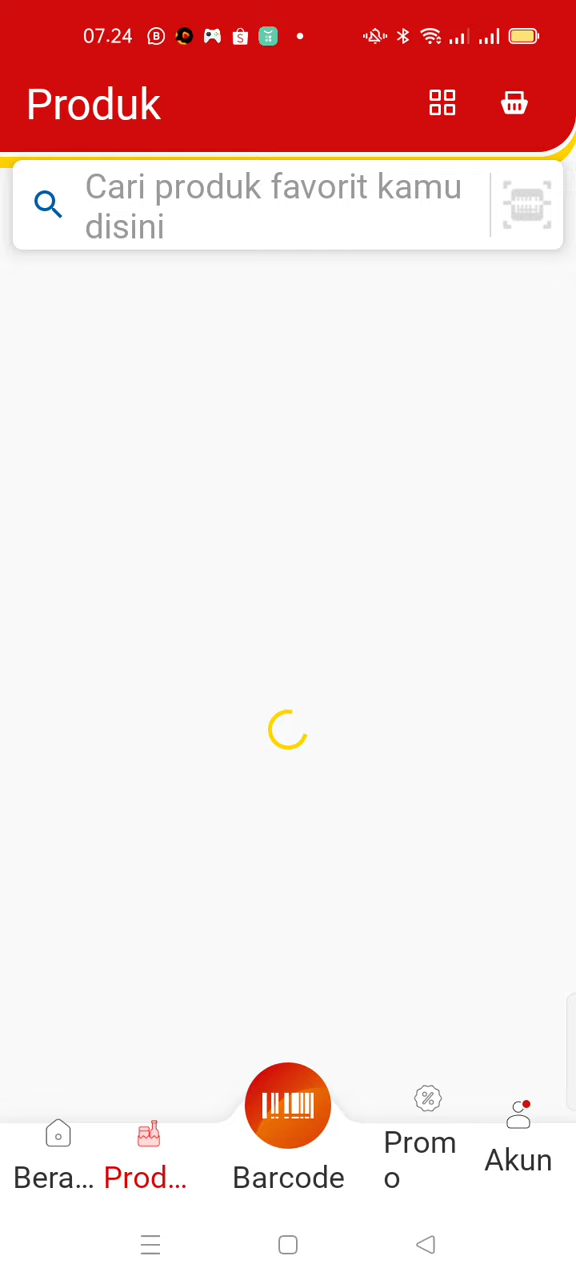 07.24
Produk
Cari produk favorit kamu
disini
Bera...
Prod...
Barcode
Prom
o
Akun